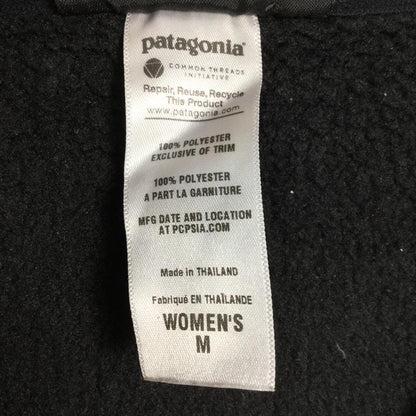 patagonia
COMMON THREADS
INITIATIVE
Repair, Reuse, Recycle
This Product
www.patagonia.com
100% POLYESTER
EXCLUSIVE OF TRIM
100% POLYESTER
A PART LA GARNITURE
MFG DATE AND LOCATION
AT PCPSIA.COM
Made in THAILAND
Fabriqué EN THAÏLANDE
WOMEN'S
M